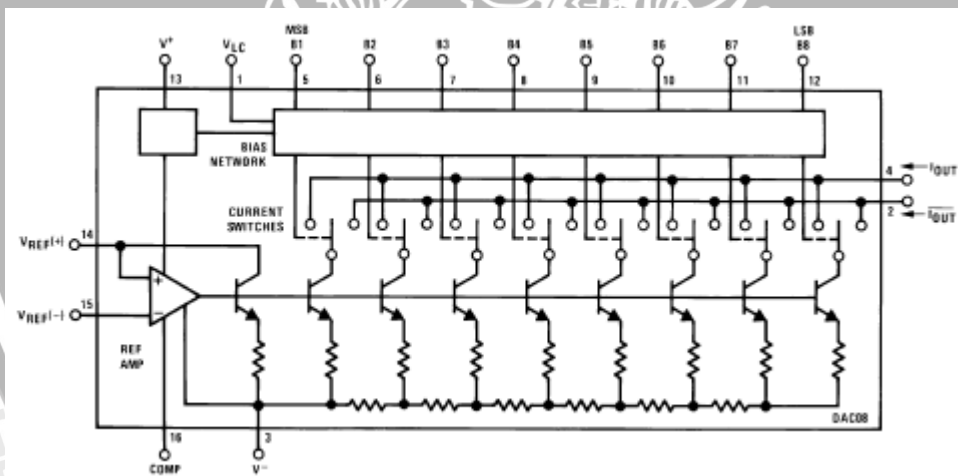 MSB LSB
V+ VLC B1 B2 B3 B4 B5 B6 B7 B8
13 1 5 6 7 8 9 10 11 12
BIAS
NETWORK
4 IOUT
CURRENT
SWITCHES
2 IOUT
14
VREF(+)
+
15
VREF(−)
−
REF
AMP
DAC08
16 3
COMP V−